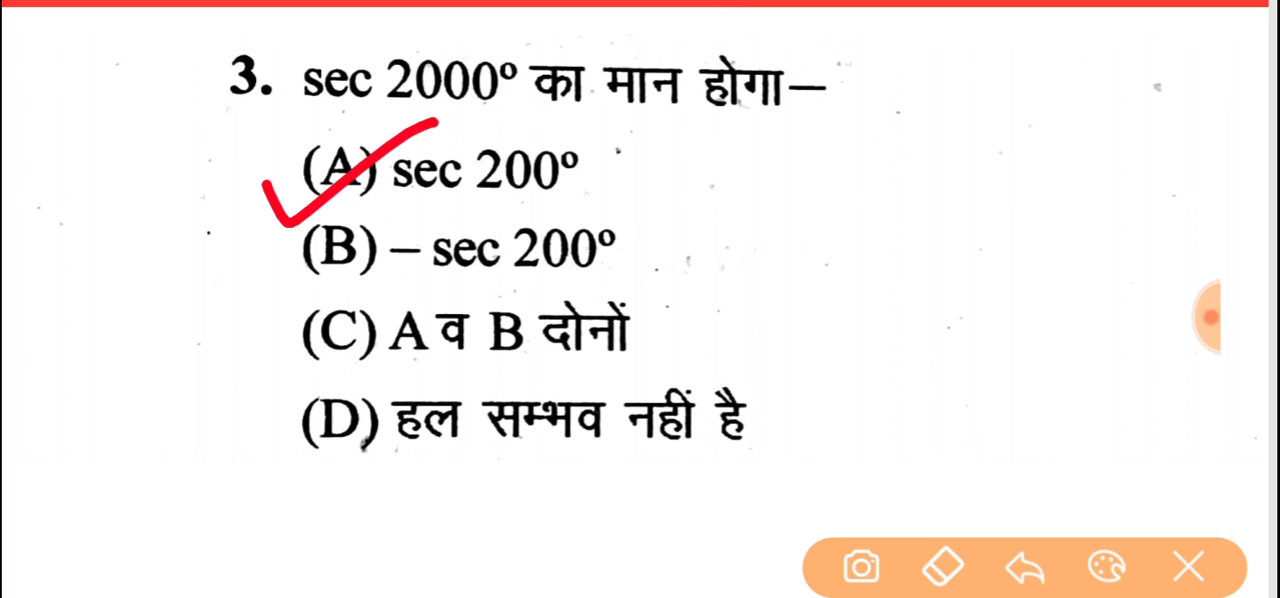 3. sec 2000° का मान होगा—
(A) sec 200°
(B) – sec 200°
(C) A व B दोनों
(D) हल सम्भव नहीं है